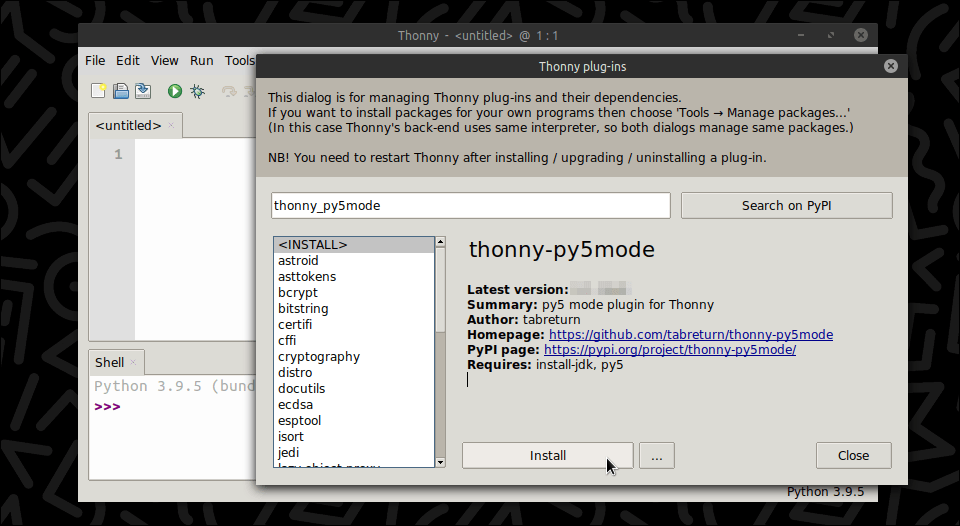 Thonny - <untitled> @ 1 : 1
File Edit View Run Tools
Thonny plug-ins
This dialog is for managing Thonny plug-ins and their dependencies.
If you want to install packages for your own programs then choose 'Tools → Manage packages...'
(In this case Thonny's back-end uses same interpreter, so both dialogs manage same packages.)
NB! You need to restart Thonny after installing / upgrading / uninstalling a plug-in.
<untitled>
1
thonny_py5mode
Search on PyPI
<INSTALL>
astroid
asttokens
bcrypt
bitstring
certifi
cffi
cryptography
distro
docutils
ecdsa
esptool
isort
jedi
thonny-py5mode
Latest version:
Summary: py5 mode plugin for Thonny
Author: tabreturn
Homepage: https://github.com/tabreturn/thonny-py5mode
PyPI page: https://pypi.org/project/thonny-py5mode/
Requires: install-jdk, py5
Install
...
Close
Shell
Python 3.9.5 (bund
>>>
Python 3.9.5